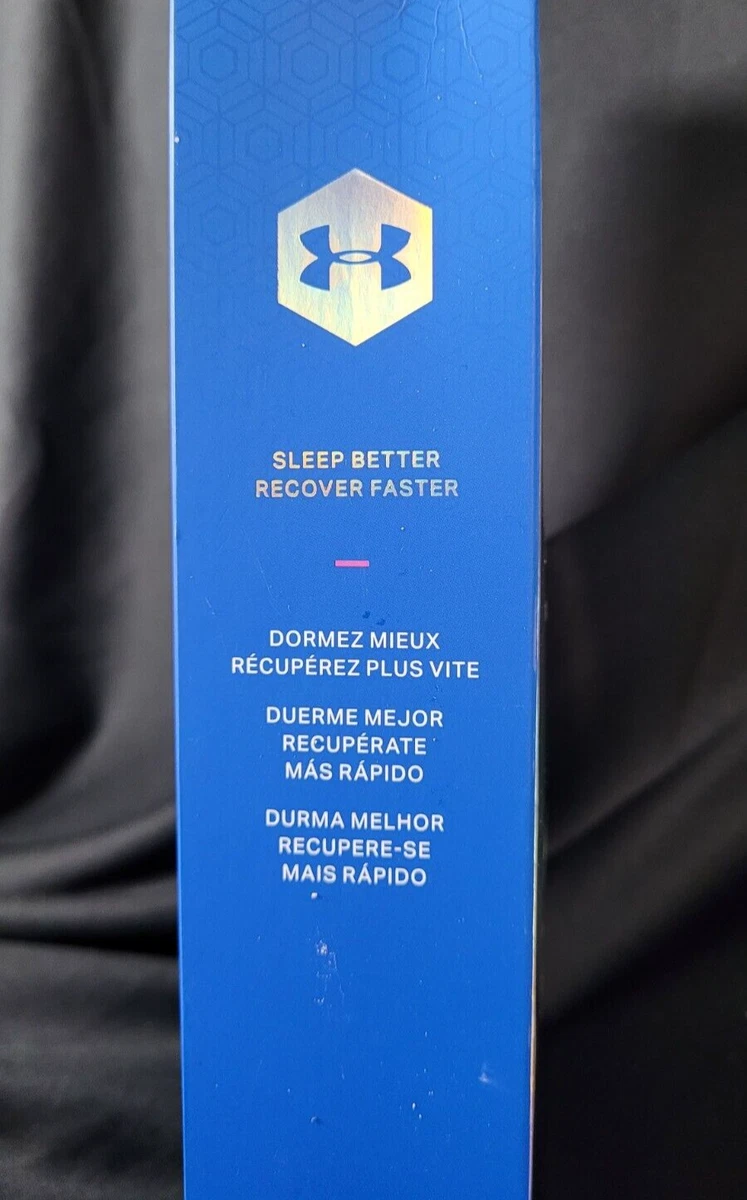 SLEEP BETTER
RECOVER FASTER
DORMEZ MIEUX
RÉCUPÉREZ PLUS VITE
DUERME MEJOR
RECUPÉRATE
MÁS RÁPIDO
DURMA MELHOR
RECUPERE-SE
MAIS RÁPIDO